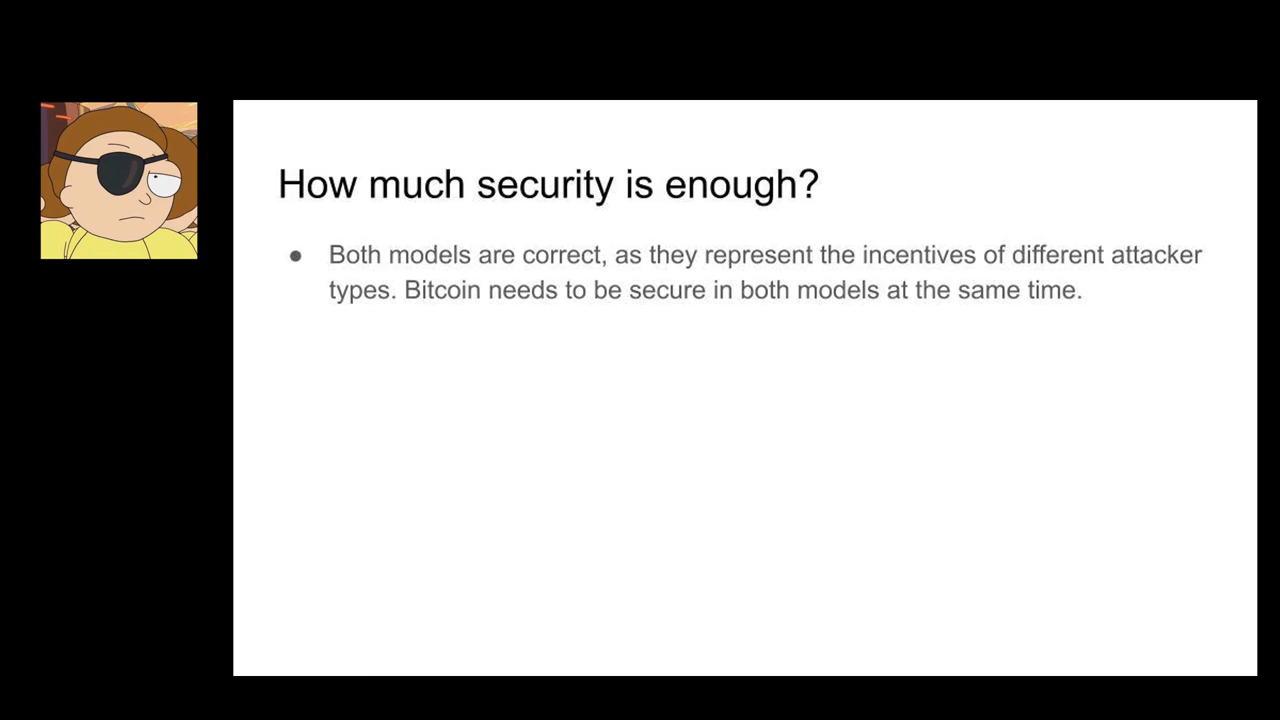 How much security is enough?
● Both models are correct, as they represent the incentives of different attacker
types. Bitcoin needs to be secure in both models at the same time.